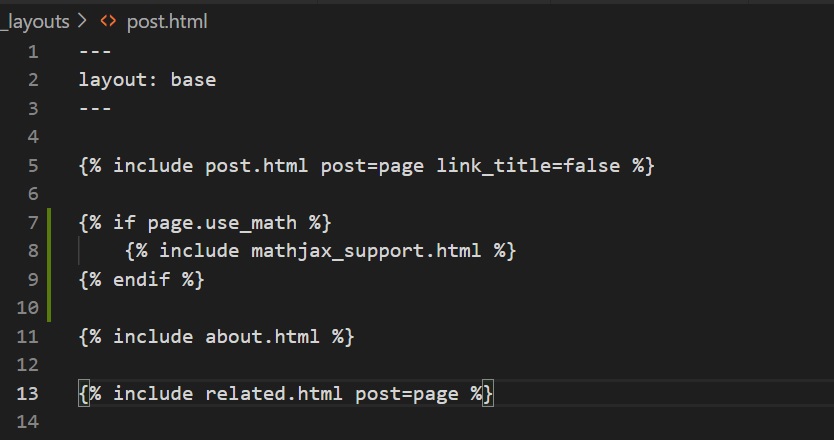 _layouts > <> post.html
1 ---
2 layout: base
3 ---
4
5 {% include post.html post=page link_title=false %}
6
7 {% if page.use_math %}
8 {% include mathjax_support.html %}
9 {% endif %}
10
11 {% include about.html %}
12
13 {% include related.html post=page %}
14